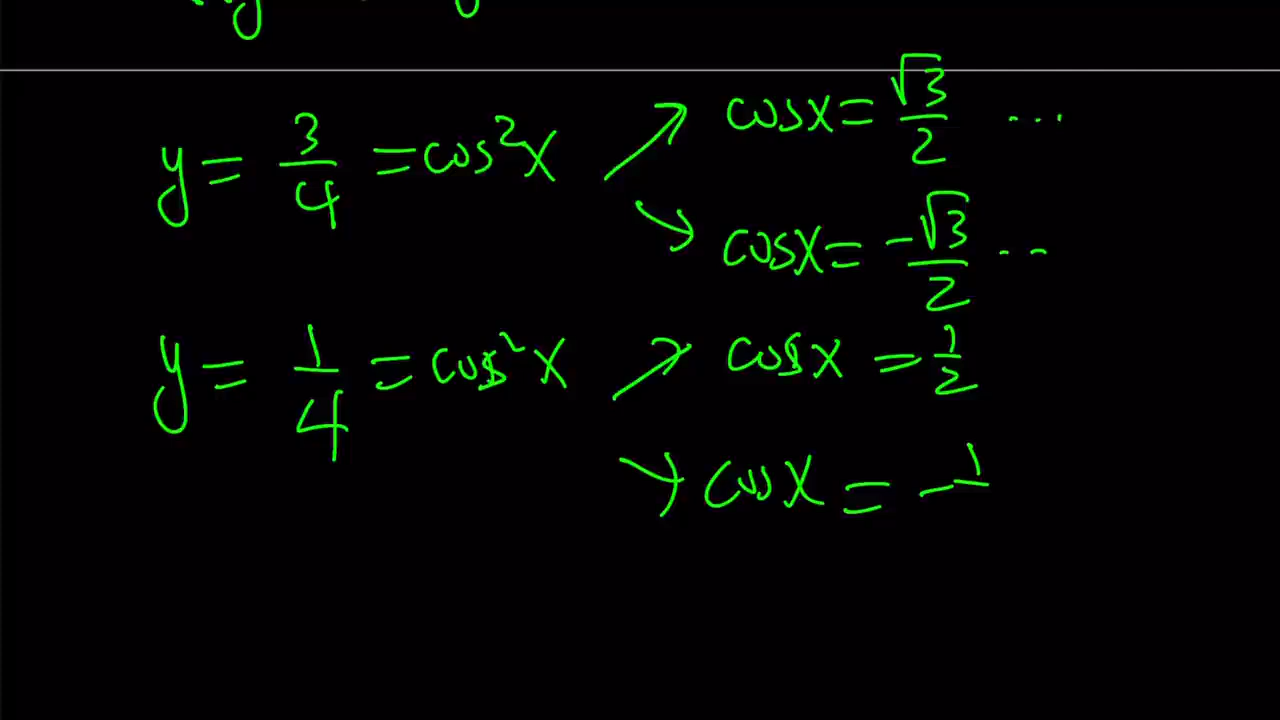 y = 3/4 = cos²x ↗ cosx = √3/2 ...
↘ cosx = -√3/2 ...
y = 1/4 = cos²x ↗ cosx = 1/2
↘ cosx = -1